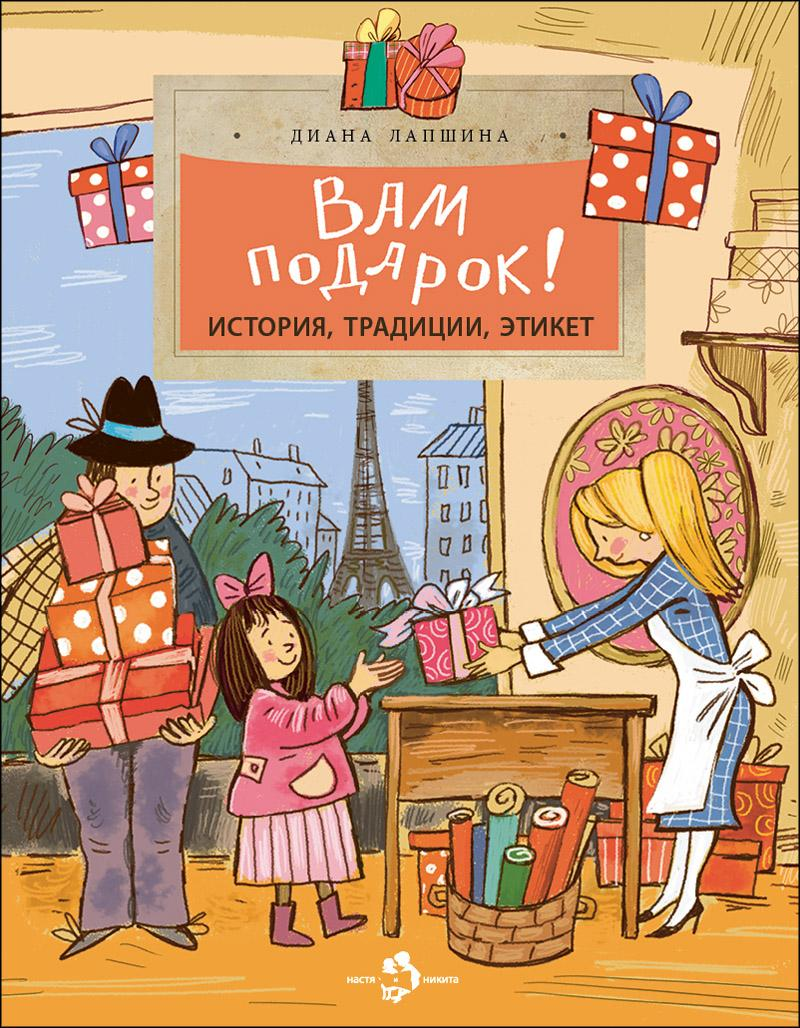 ДИАНА ЛАПШИНА
ВАМ
ПОДАРОК!
ИСТОРИЯ, ТРАДИЦИИ, ЭТИКЕТ
настя и никита